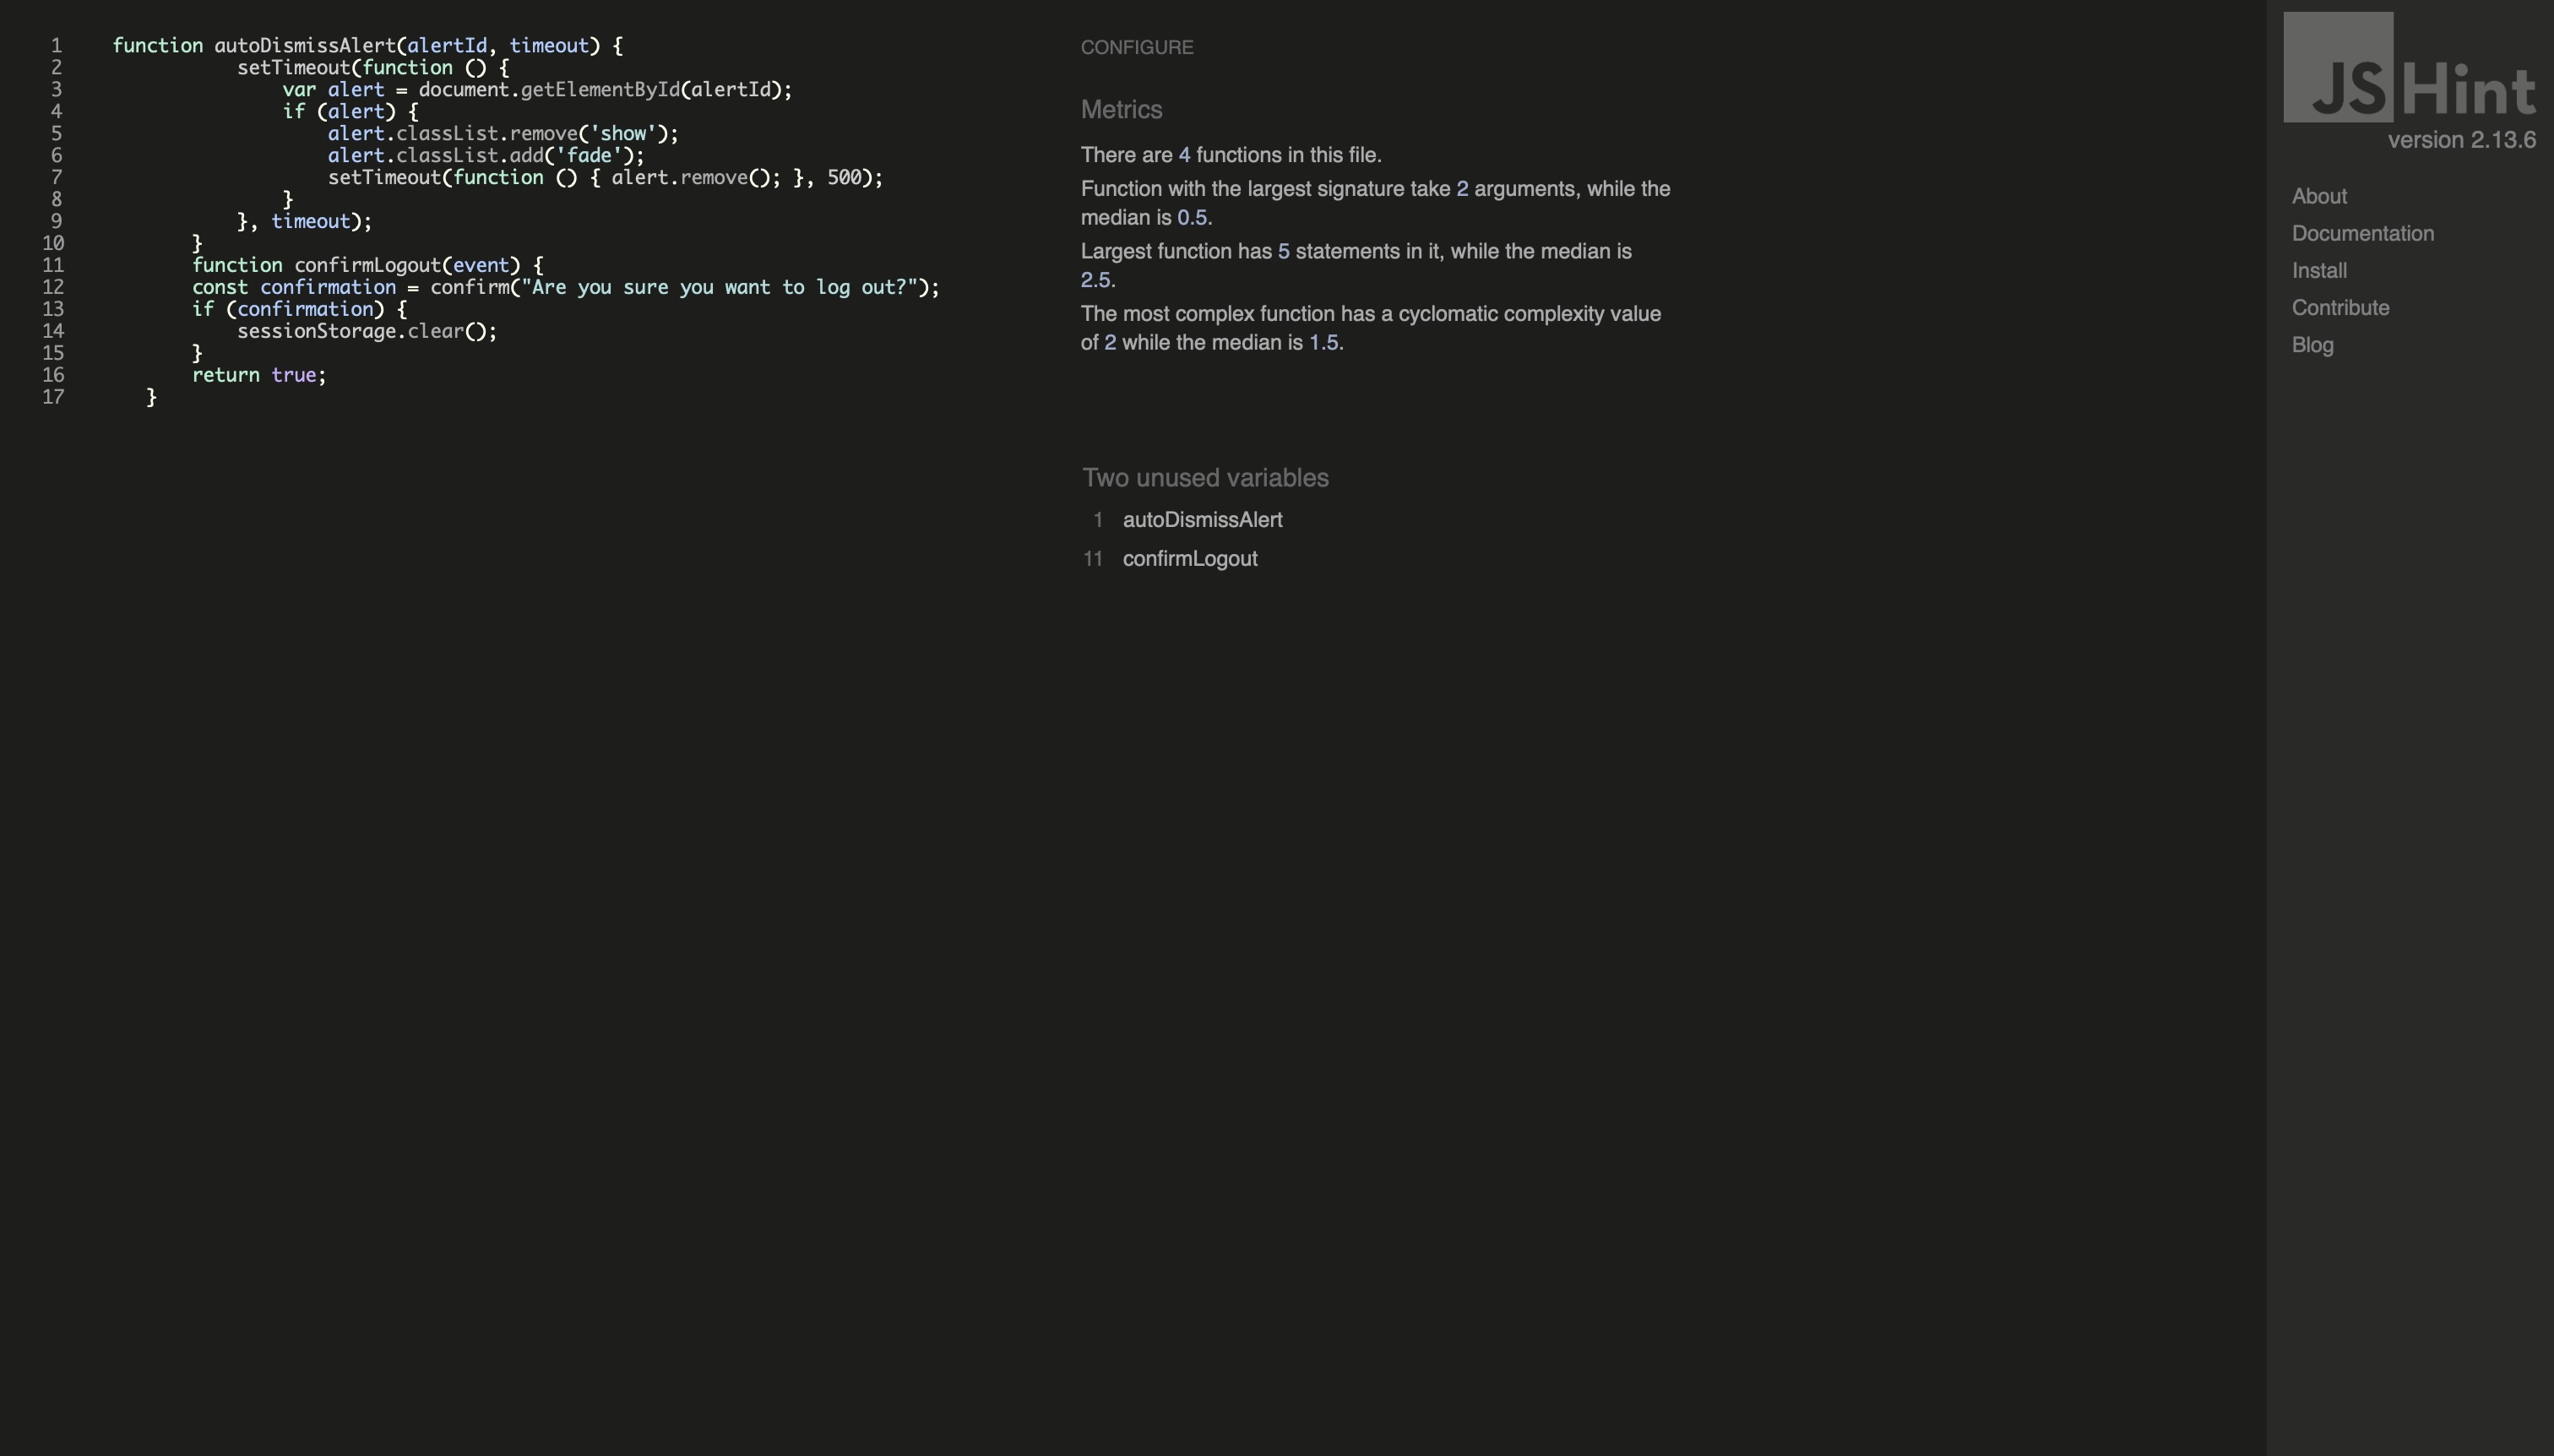 1 function autoDismissAlert(alertId, timeout) {
2 setTimeout(function () {
3 var alert = document.getElementById(alertId);
4 if (alert) {
5 alert.classList.remove('show');
6 alert.classList.add('fade');
7 setTimeout(function () { alert.remove(); }, 500);
8 }
9 }, timeout);
10 }
11 function confirmLogout(event) {
12 const confirmation = confirm("Are you sure you want to log out?");
13 if (confirmation) {
14 sessionStorage.clear();
15 }
16 return true;
17 }
CONFIGURE
Metrics
There are 4 functions in this file.
Function with the largest signature take 2 arguments, while the
median is 0.5.
Largest function has 5 statements in it, while the median is
2.5.
The most complex function has a cyclomatic complexity value
of 2 while the median is 1.5.
Two unused variables
1 autoDismissAlert
11 confirmLogout
JSHint
version 2.13.6
About
Documentation
Install
Contribute
Blog